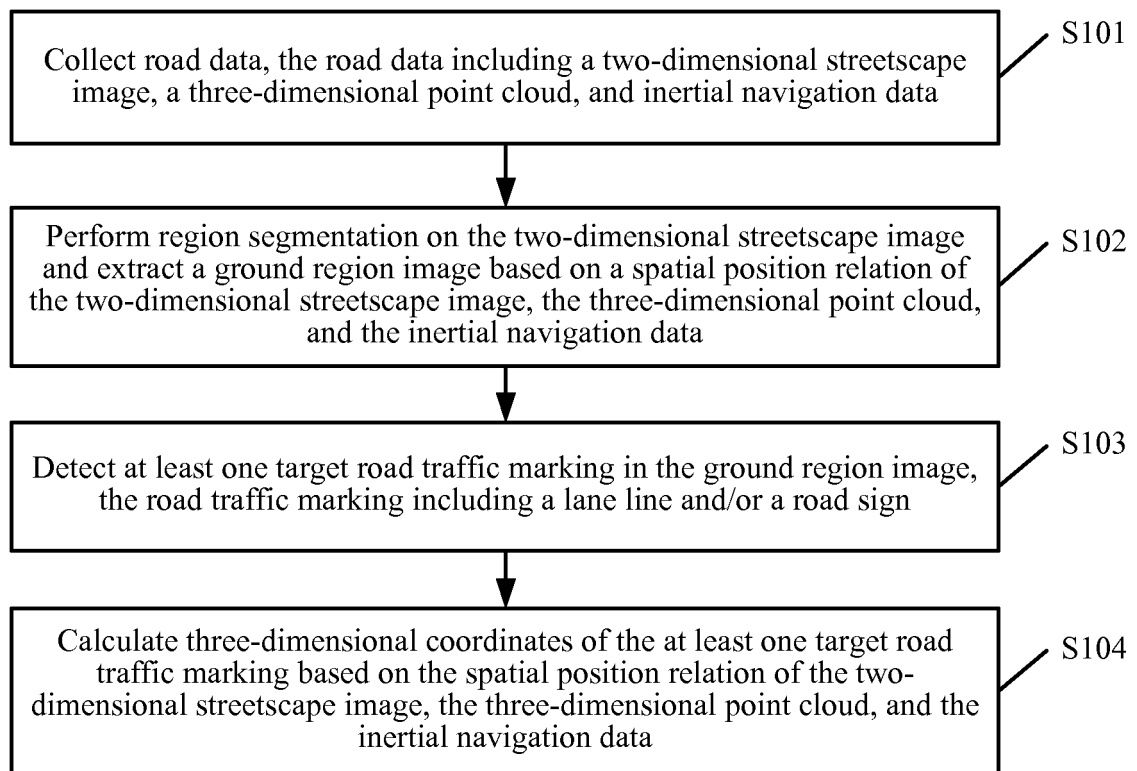 S101
Collect road data, the road data including a two-dimensional streetscape
image, a three-dimensional point cloud, and inertial navigation data
S102
Perform region segmentation on the two-dimensional streetscape image
and extract a ground region image based on a spatial position relation of
the two-dimensional streetscape image, the three-dimensional point cloud,
and the inertial navigation data
S103
Detect at least one target road traffic marking in the ground region image,
the road traffic marking including a lane line and/or a road sign
S104
Calculate three-dimensional coordinates of the at least one target road
traffic marking based on the spatial position relation of the two-
dimensional streetscape image, the three-dimensional point cloud, and the
inertial navigation data